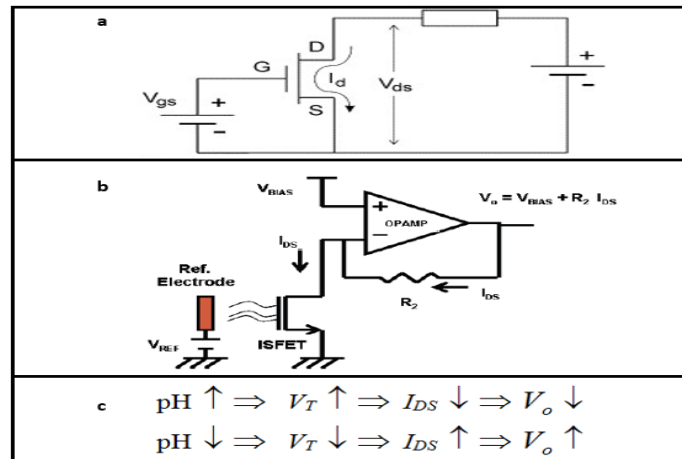 a
D
G
I_d
V_ds
+
-
V_gs
+
-
S
b
V_BIAS
V_o = V_BIAS + R_2 I_DS
+
OPAMP
-
I_DS
Ref.
Electrode
R_2
I_DS
V_REF
ISFET
c
pH ↑ ⇒ V_T ↑ ⇒ I_DS ↓ ⇒ V_o ↓
pH ↓ ⇒ V_T ↓ ⇒ I_DS ↑ ⇒ V_o ↑